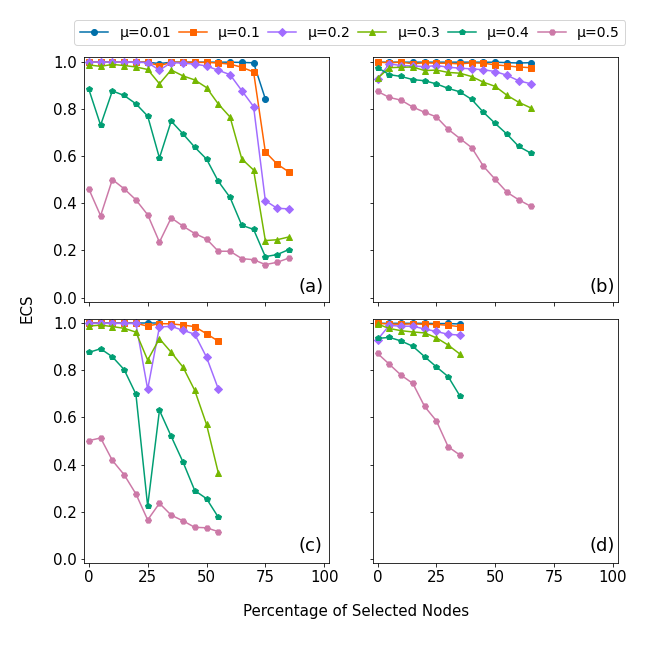 μ=0.01 μ=0.1 μ=0.2 μ=0.3 μ=0.4 μ=0.5
1.0
0.8
0.6
0.4
0.2
0.0
(a)
(b)
ECS
1.0
0.8
0.6
0.4
0.2
0.0
(c)
(d)
0 25 50 75 100 0 25 50 75 100
Percentage of Selected Nodes